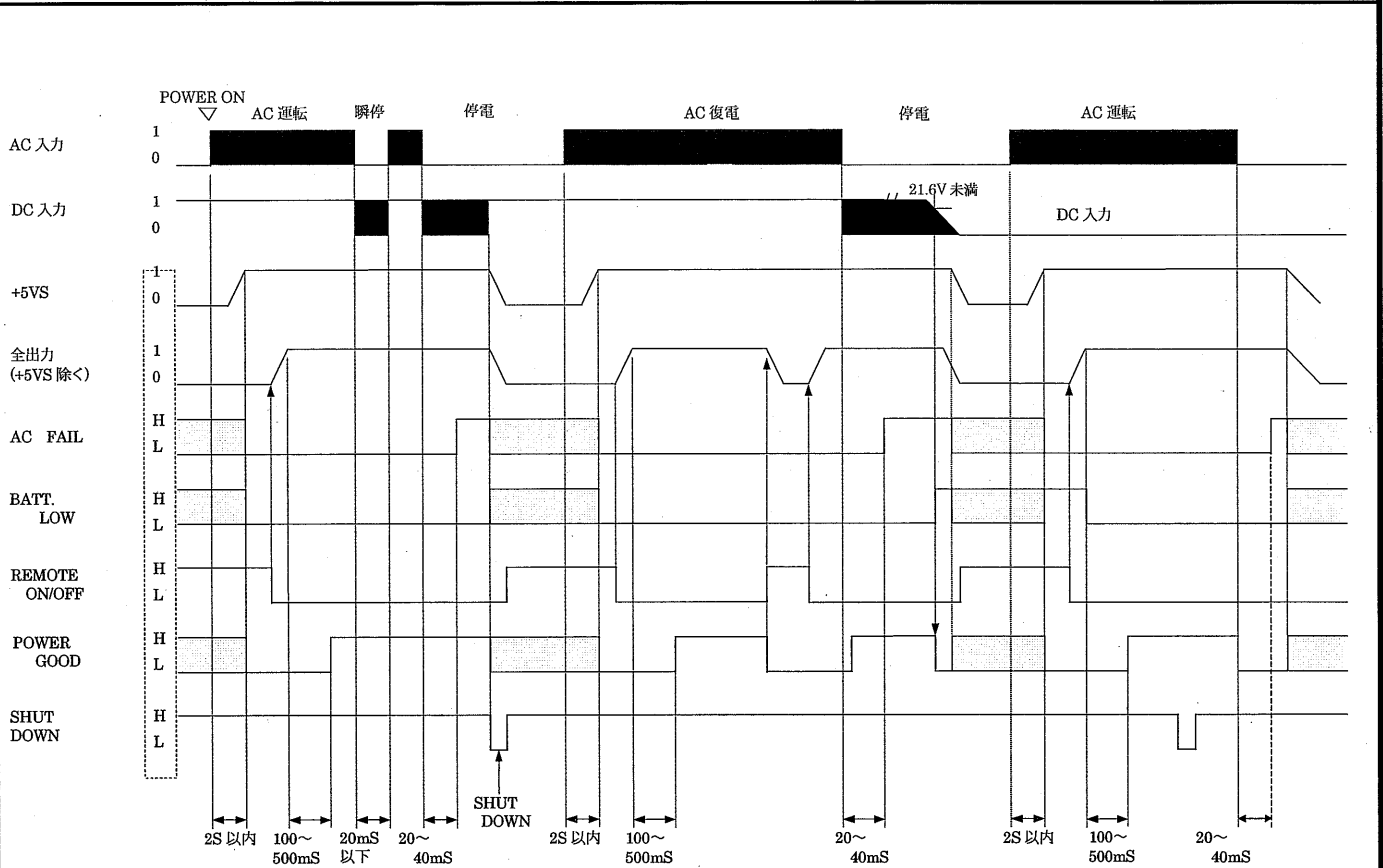 POWER ON
▽
AC 運転 瞬停 停電 AC 復電 停電 AC 運転
AC 入力 1
0
DC 入力 1
0
21.6V 未満
DC 入力
+5VS 1
0
全出力 1
(+5VS 除く) 0
AC FAIL H
L
BATT. H
LOW L
REMOTE H
ON/OFF L
POWER H
GOOD L
SHUT H
DOWN L
SHUT
DOWN
2S 以内 100～ 20mS 20～ 2S 以内 100～ 20～ 2S 以内 100～ 20～
500mS 以下 40mS 500mS 40mS 500mS 40mS